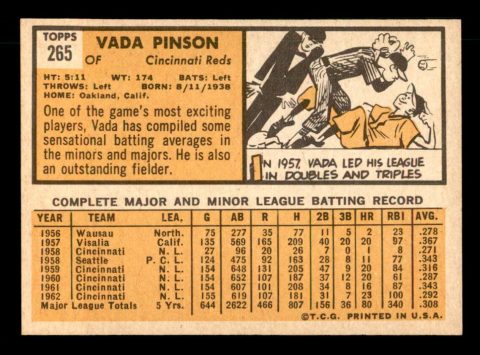 TOPPS
265
VADA PINSON
OF Cincinnati Reds
HT: 5:11 WT: 174 BATS: Left
THROWS: Left BORN: 8/11/1938
HOME: Oakland, Calif.
One of the game's most exciting
players, Vada has compiled some
sensational batting averages in
the minors and majors. He is also
an outstanding fielder.
IN 1957, VADA LED HIS LEAGUE
IN DOUBLES AND TRIPLES
COMPLETE MAJOR AND MINOR LEAGUE BATTING RECORD
YEAR TEAM LEA. G AB R H 2B 3B HR RBI AVG.
1956 Wausau North. 75 277 35 77 11 5 2 23 .278
1957 Visalia Calif. 135 569 165 209 40 20 20 97 .367
1958 Cincinnati N.L. 27 96 20 26 7 0 1 8 .271
1958 Seattle P.C.L. 124 475 92 163 28 8 11 77 .343
1959 Cincinnati N.L. 154 648 131 205 47 9 20 84 .316
1960 Cincinnati N.L. 154 652 107 187 37 12 20 61 .287
1961 Cincinnati N.L. 154 607 101 208 34 8 16 87 .343
1962 Cincinnati N.L. 155 619 107 181 31 7 23 100 .292
Major League Totals 5 Yrs. 644 2622 466 807 156 36 80 340 .308
©T.C.G. PRINTED IN U.S.A.